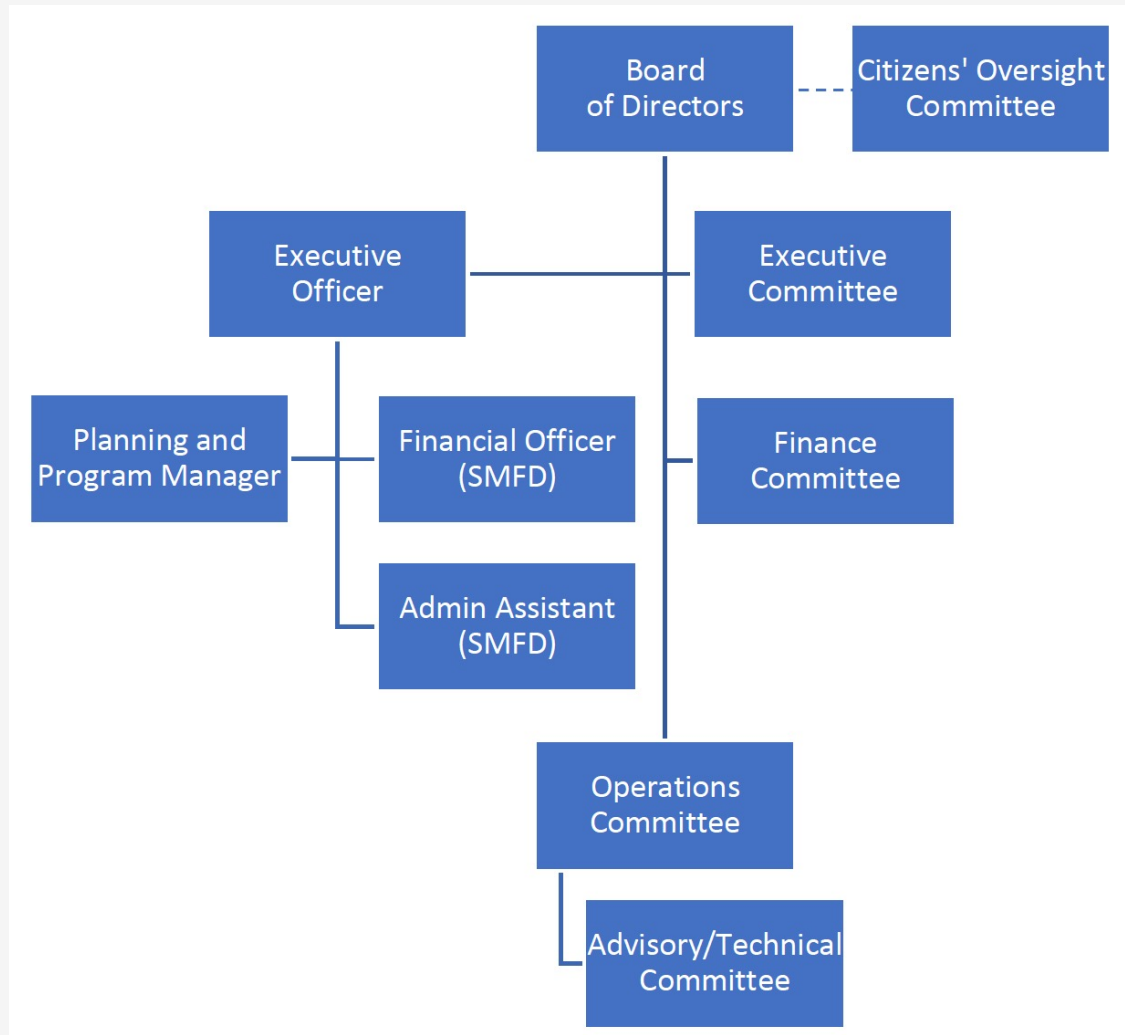 Board
of Directors
Citizens' Oversight
Committee
Executive
Officer
Executive
Committee
Planning and
Program Manager
Financial Officer
(SMFD)
Finance
Committee
Admin Assistant
(SMFD)
Operations
Committee
Advisory/Technical
Committee